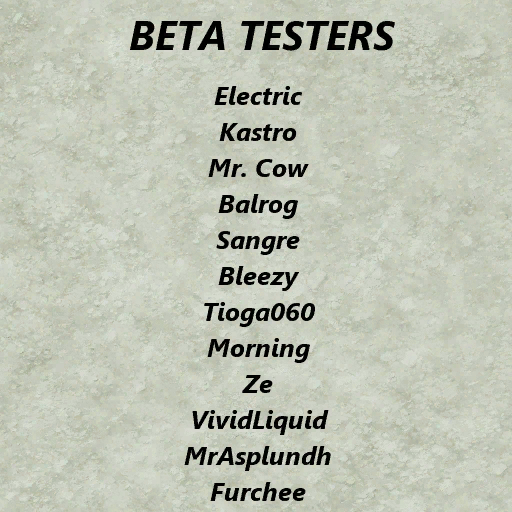 BETA TESTERS
Electric
Kastro
Mr. Cow
Balrog
Sangre
Bleezy
Tioga060
Morning
Ze
VividLiquid
MrAsplundh
Furchee